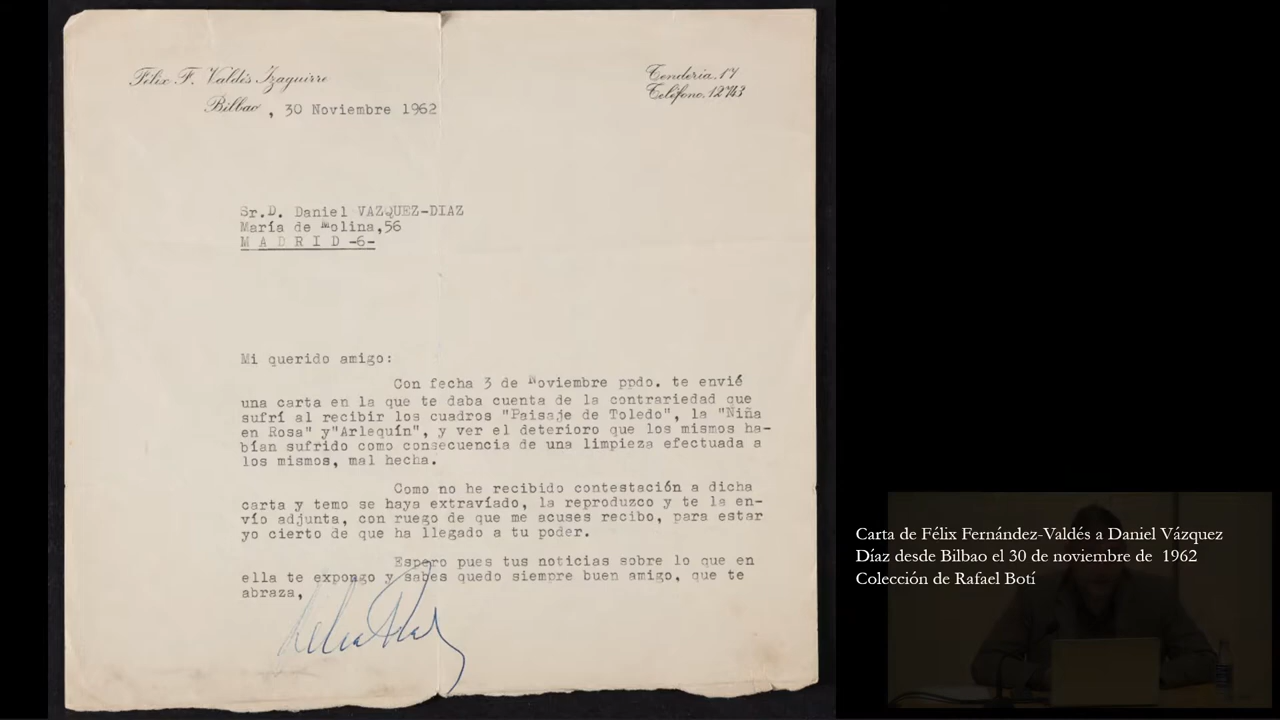 Félix F. Valdés Izaguirre
Tendería, 17
Teléfono, 12743
Bilbao, 30 Noviembre 1962
Sr.D. Daniel VAZQUEZ-DIAZ
María de Molina,56
M A D R I D -6-
Mi querido amigo:
Con fecha 3 de Noviembre ppdo. te envié
una carta en la que te daba cuenta de la contrariedad que
sufrí al recibir los cuadros "Paisaje de Toledo", la "Niña
en Rosa" y"Arlequín", y ver el deterioro que los mismos ha-
bían sufrido como consecuencia de una limpieza efectuada a
los mismos, mal hecha.
Como no he recibido contestación a dicha
carta y temo se haya extravíado, la reproduzco y te la en-
vío adjunta, con ruego de que me acuses recibo, para estar
yo cierto de que ha llegado a tu poder.
Espero pues tus noticias sobre lo que en
ella te expongo y sabes quedo siempre buen amigo, que te
abraza,
Carta de Félix Fernández-Valdés a Daniel Vázquez
Díaz desde Bilbao el 30 de noviembre de 1962
Colección de Rafael Botí